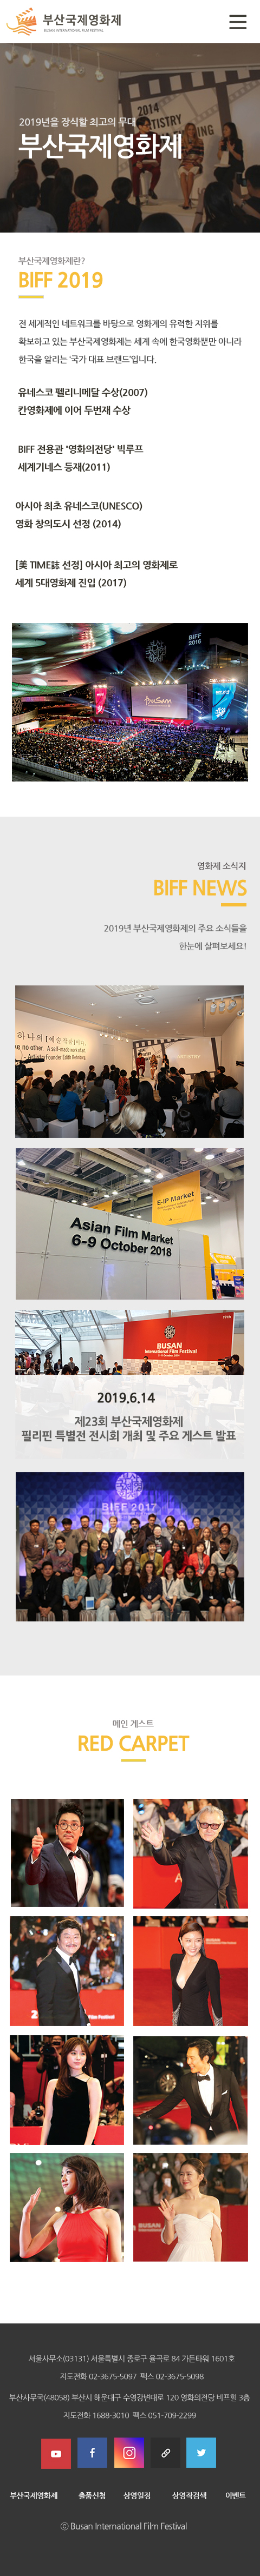 부산국제영화제
BUSAN INTERNATIONAL FILM FESTIVAL
2014
2019년을 장식할 최고의 무대
부산국제영화제
부산국제영화제란?
BIFF 2019
전 세계적인 네트워크를 바탕으로 영화계의 유력한 지위를
확보하고 있는 부산국제영화제는 세계 속에 한국영화뿐만 아니라
한국을 알리는 '국가 대표 브랜드'입니다.
유네스코 펠리니메달 수상(2007)
칸영화제에 이어 두번재 수상
BIFF 전용관 '영화의전당' 빅루프
세계기네스 등재(2011)
아시아 최초 유네스코(UNESCO)
영화 창의도시 선정 (2014)
[美 TIME誌 선정] 아시아 최고의 영화제로
세계 5대영화제 진입 (2017)
BIFF
영화제 소식지
BIFF NEWS
2019년 부산국제영화제의 주요 소식들을
한눈에 살펴보세요!
E-IP Market
Asian Film Market
6-9 October 2018
BUSAN
International Film Festival
2019.6.14
제23회 부산국제영화제
필리핀 특별전 전시회 개최 및 주요 게스트 발표
BIFF 2017
메인 게스트
RED CARPET
BUSAN
서울사무소(03131) 서울특별시 종로구 율곡로 84 가든타워 1601호
지도전화 02-3675-5097 팩스 02-3675-5098
부산사무국(48058) 부산시 해운대구 수영강변대로 120 영화의전당 비프힐 3층
지도전화 1688-3010 팩스 051-709-2299
부산국제영화제 출품신청 상영일정 상영작검색 이벤트
ⓒ Busan International Film Festival